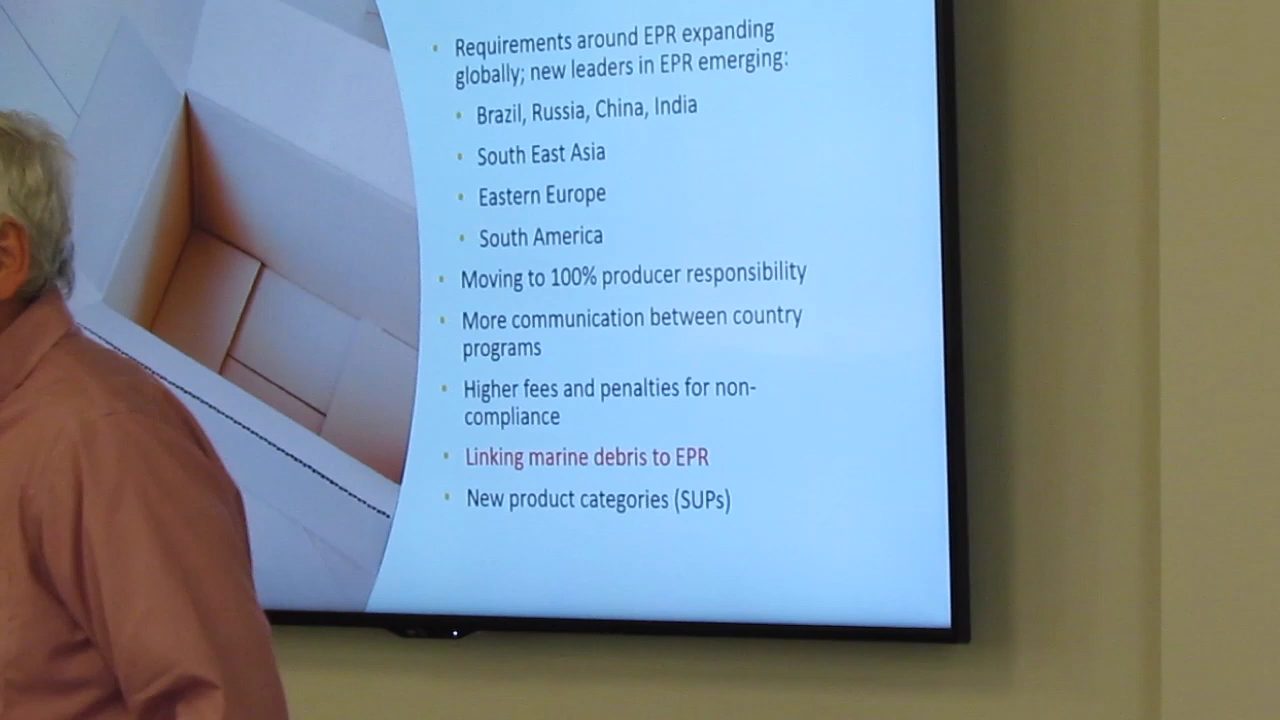 • Requirements around EPR expanding
globally; new leaders in EPR emerging:
• Brazil, Russia, China, India
• South East Asia
• Eastern Europe
• South America
• Moving to 100% producer responsibility
• More communication between country
programs
• Higher fees and penalties for non-
compliance
• Linking marine debris to EPR
• New product categories (SUPs)